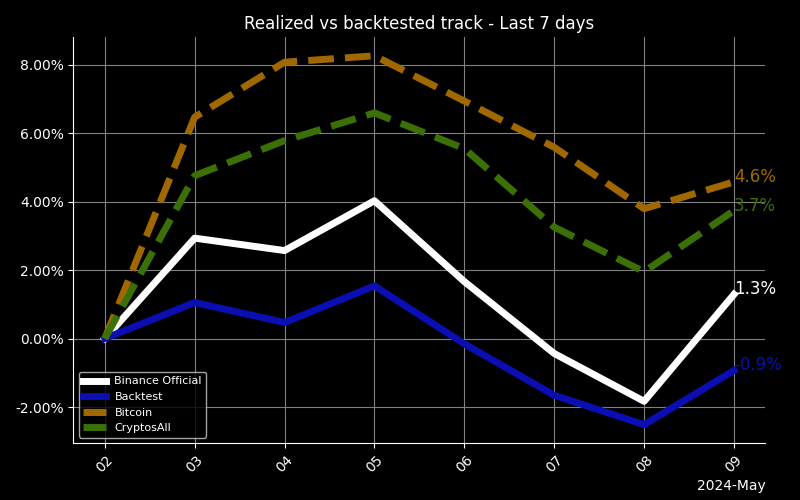 Realized vs backtested track - Last 7 days
8.00%
6.00%
4.00%
2.00%
0.00%
-2.00%
4.6%
3.7%
1.3%
-0.9%
Binance Official
Backtest
Bitcoin
CryptosAll
02 03 04 05 06 07 08 09
2024-May